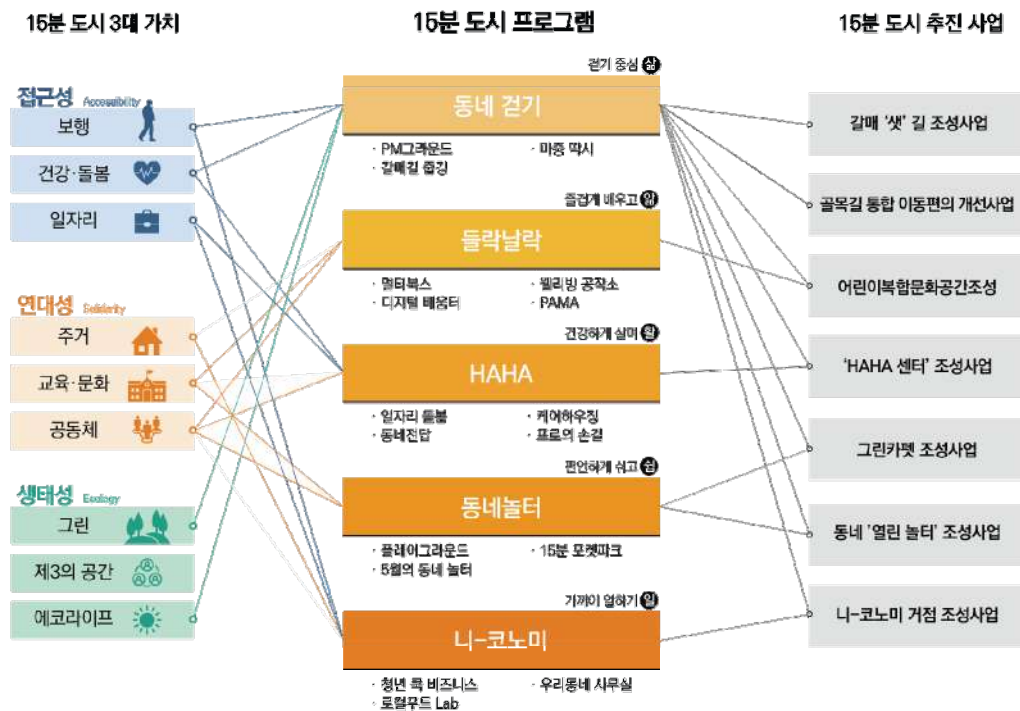 15분 도시 3대 가치
15분 도시 프로그램
15분 도시 추진 사업
접근성 Accessibility
보행
건강·돌봄
일자리
연대성 Solidarity
주거
교육·문화
공동체
생태성 Ecology
그린
제3의 공간
에코라이프
걷기 중심 삶
동네 걷기
· PM그라운드
· 마중 딱시
· 갈매길 줍깅
즐겁게 배우고 앎
들락날락
· 멀티복스
· 웰리빙 공작소
· 디지털 배움터
· PAMA
건강하게 살며 활
HAHA
· 일자리 돌봄
· 케어하우징
· 동네전답
· 프로의 손길
편안하게 쉬고 쉼
동네놀터
· 플레이그라운드
· 15분 포켓파크
· 5월의 동네 놀터
가까이 일하기 일
니-코노미
· 청년 쿡 비즈니스
· 우리동네 사무실
· 로컬푸드 Lab
갈매 '샛' 길 조성사업
골목길 통합 이동편의 개선사업
어린이복합문화공간조성
'HAHA 센터' 조성사업
그린카펫 조성사업
동네 '열린 놀터' 조성사업
니-코노미 거점 조성사업